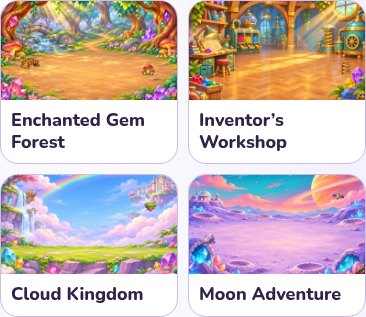 Enchanted Gem
Forest
Inventor’s
Workshop
Cloud Kingdom
Moon Adventure